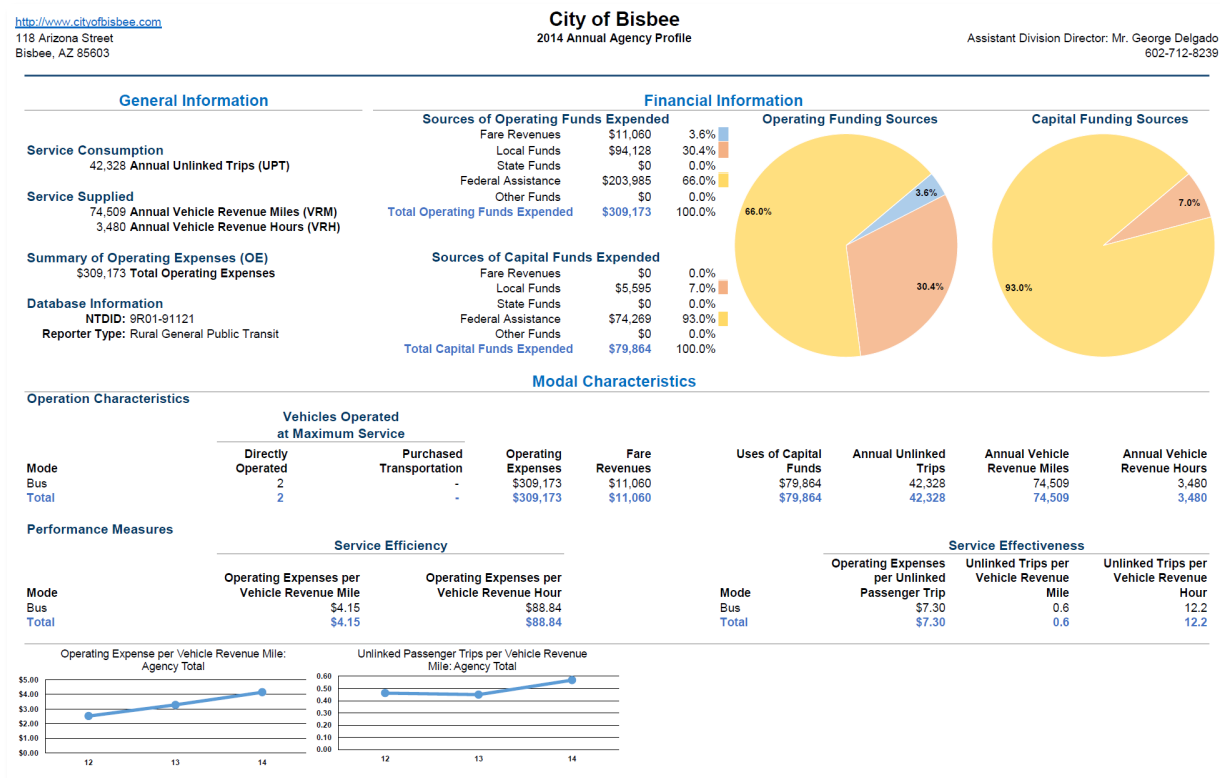 http://www.cityofbisbee.com
118 Arizona Street
Bisbee, AZ 85603
City of Bisbee
2014 Annual Agency Profile
Assistant Division Director: Mr. George Delgado
602-712-8239
General Information
Service Consumption
42,328 Annual Unlinked Trips (UPT)
Service Supplied
74,509 Annual Vehicle Revenue Miles (VRM)
3,480 Annual Vehicle Revenue Hours (VRH)
Summary of Operating Expenses (OE)
$309,173 Total Operating Expenses
Database Information
NTDID: 9R01-91121
Reporter Type: Rural General Public Transit
Financial Information
Sources of Operating Funds Expended
Fare Revenues $11,060 3.6%
Local Funds $94,128 30.4%
State Funds $0 0.0%
Federal Assistance $203,985 66.0%
Other Funds $0 0.0%
Total Operating Funds Expended $309,173 100.0%
Sources of Capital Funds Expended
Fare Revenues $0 0.0%
Local Funds $5,595 7.0%
State Funds $0 0.0%
Federal Assistance $74,269 93.0%
Other Funds $0 0.0%
Total Capital Funds Expended $79,864 100.0%
Operating Funding Sources
3.6%
66.0%
30.4%
Capital Funding Sources
7.0%
93.0%
Modal Characteristics
Operation Characteristics
Vehicles Operated
at Maximum Service
Directly Purchased Operating Fare Uses of Capital Annual Unlinked Annual Vehicle Annual Vehicle
Mode Operated Transportation Expenses Revenues Funds Trips Revenue Miles Revenue Hours
Bus 2 - $309,173 $11,060 $79,864 42,328 74,509 3,480
Total 2 - $309,173 $11,060 $79,864 42,328 74,509 3,480
Performance Measures
Service Efficiency
Operating Expenses per Operating Expenses per
Mode Vehicle Revenue Mile Vehicle Revenue Hour
Bus $4.15 $88.84
Total $4.15 $88.84
Service Effectiveness
Operating Expenses Unlinked Trips per Unlinked Trips per
per Unlinked Vehicle Revenue Vehicle Revenue
Mode Passenger Trip Mile Hour
Bus $7.30 0.6 12.2
Total $7.30 0.6 12.2
Operating Expense per Vehicle Revenue Mile:
Agency Total
$5.00
$4.00
$3.00
$2.00
$1.00
$0.00
12 13 14
Unlinked Passenger Trips per Vehicle Revenue
Mile: Agency Total
0.60
0.50
0.40
0.30
0.20
0.10
0.00
12 13 14